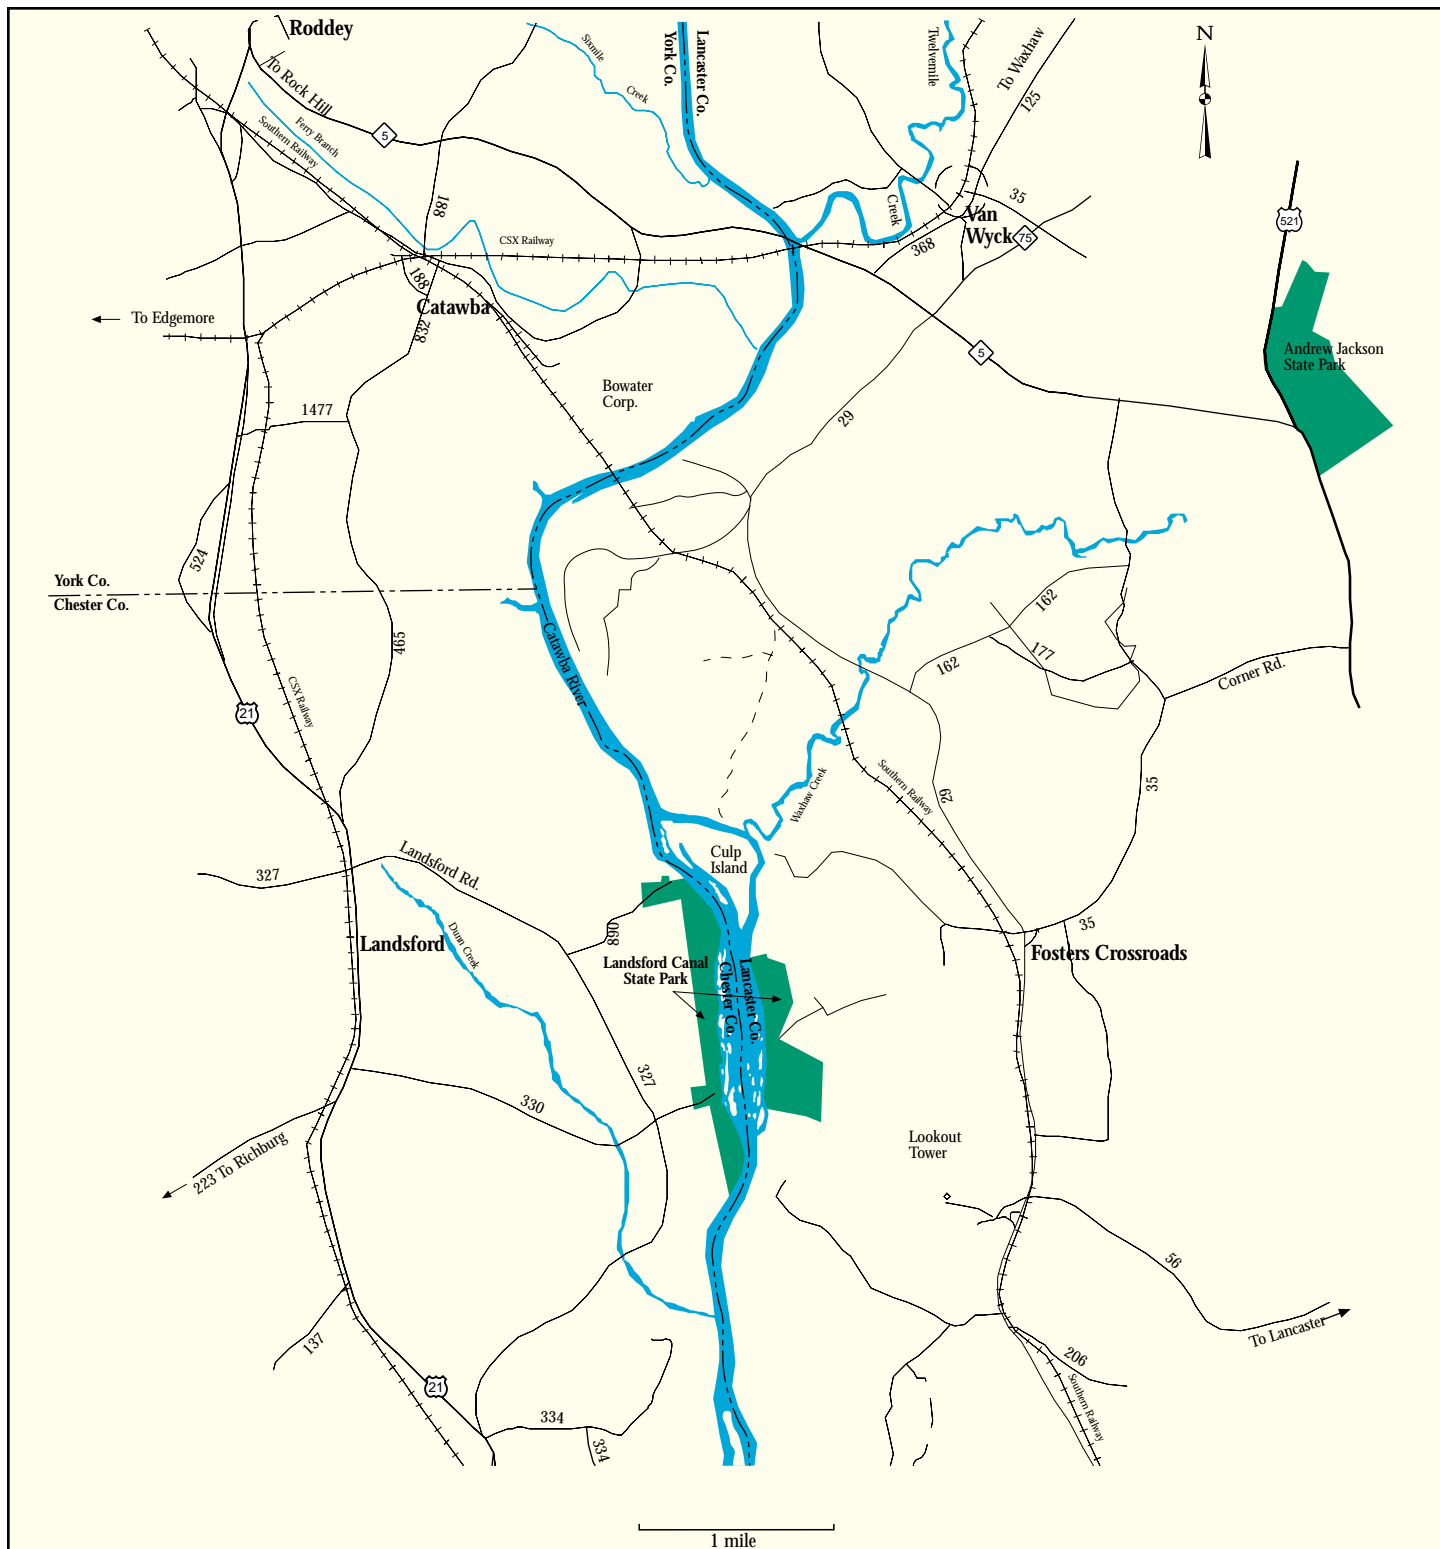 Roddey
To Rock Hill
5
Ferry Branch
Southern Railway
188
Sixmile
Creek
York Co.
Lancaster Co.
Twelvemile
Creek
To Waxhaw
125
N
35
Van
Wyck
75
368
521
CSX Railway
188
Catawba
832
To Edgemore
5
Andrew Jackson
State Park
Bowater
Corp.
1477
29
524
York Co.
Chester Co.
465
Catawba River
162
177
162
Corner Rd.
21
CSX Railway
Southern Railway
29
35
Waxhaw Creek
Culp
Island
Landsford Rd.
327
Landsford
Dunn Creek
890
Landsford Canal
State Park
Chester Co.
Lancaster Co.
35
Fosters Crossroads
327
330
223 To Richburg
Lookout
Tower
56
To Lancaster
137
206
Southern Railway
21
334
334
1 mile